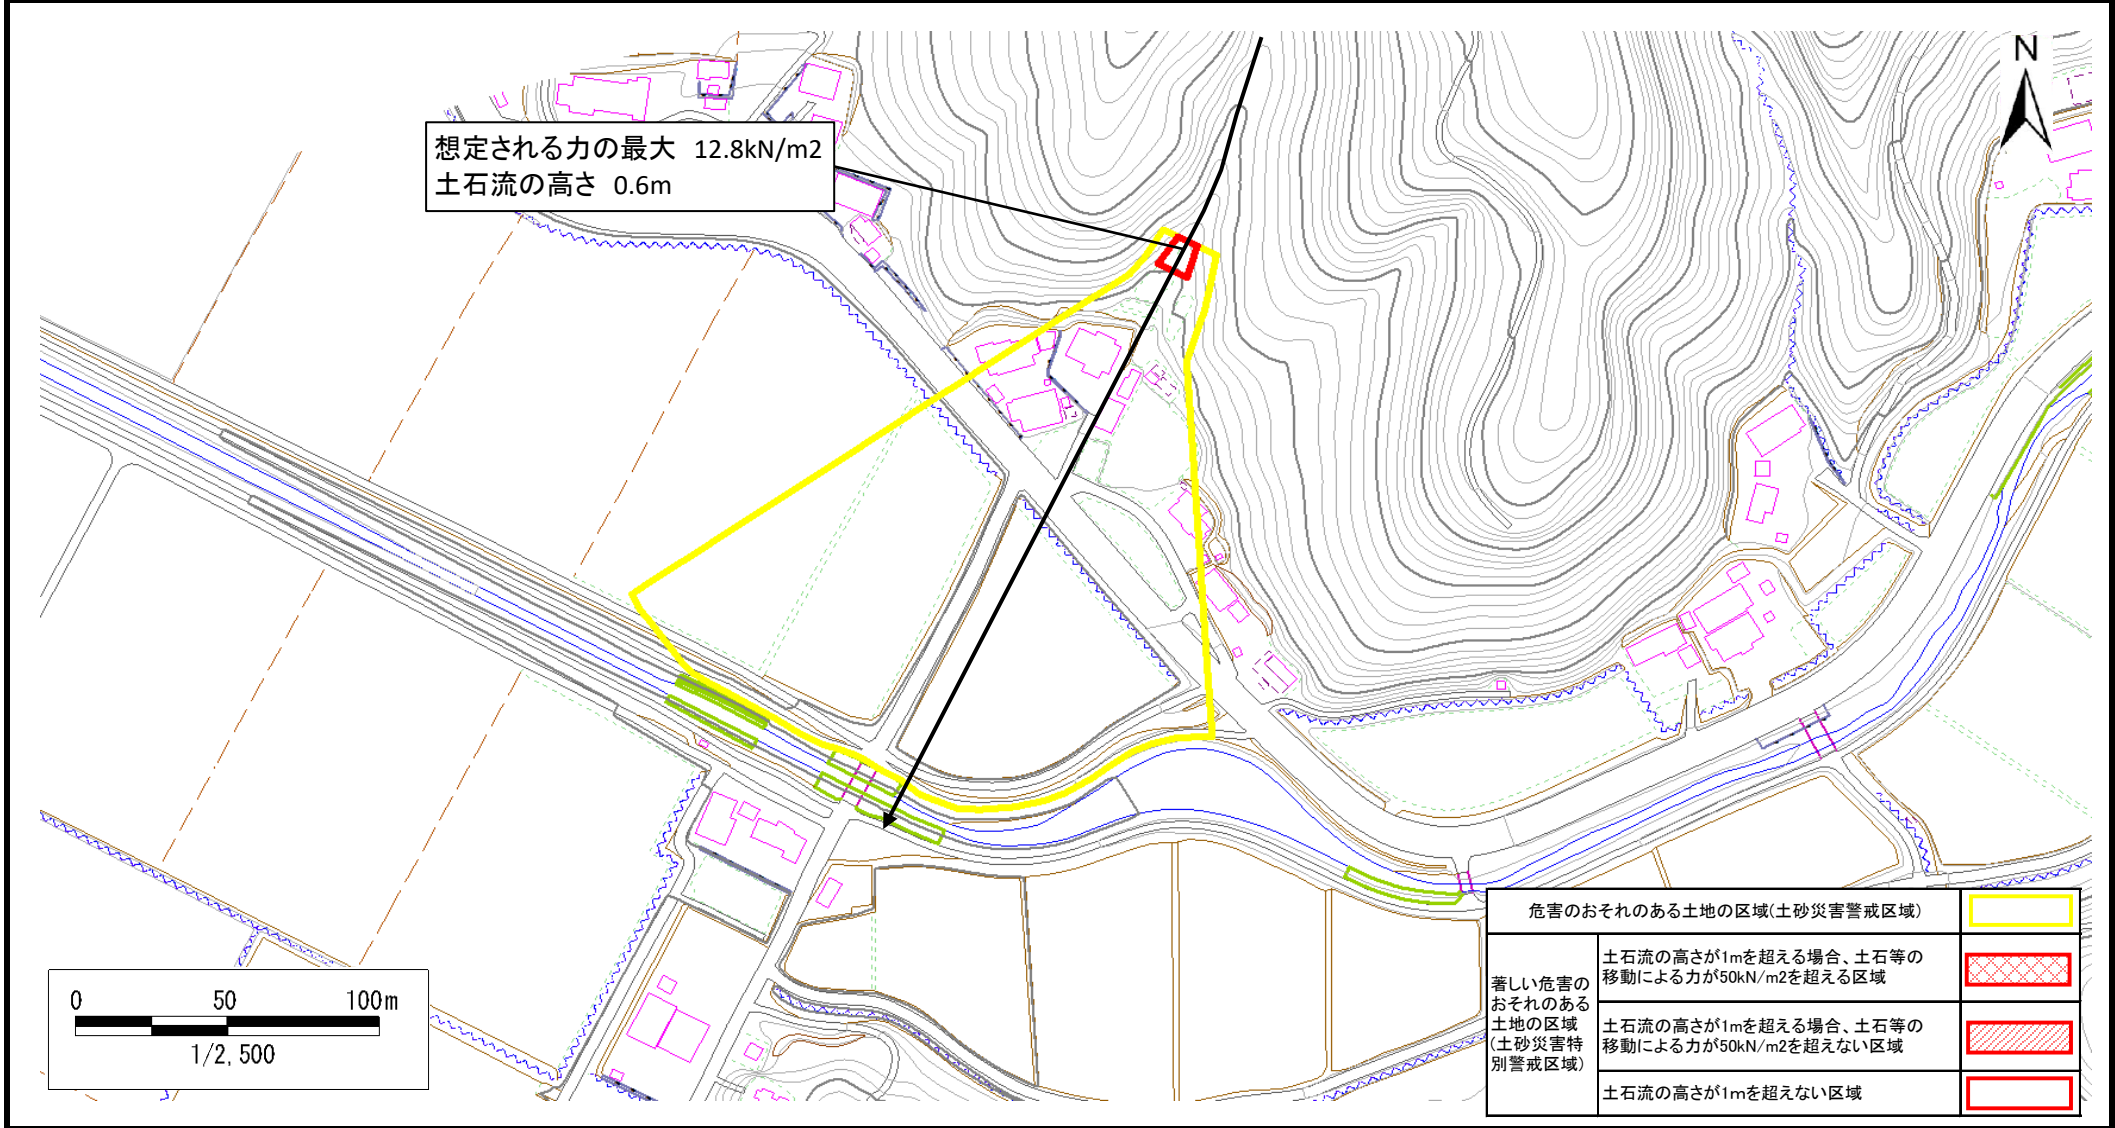 N
想定される力の最大 12.8kN/m2
土石流の高さ 0.6m
危害のおそれのある土地の区域(土砂災害警戒区域)
著しい危害の
おそれのある
土地の区域
(土砂災害特
別警戒区域)
土石流の高さが1mを超える場合、土石等の
移動による力が50kN/m2を超える区域
土石流の高さが1mを超える場合、土石等の
移動による力が50kN/m2を超えない区域
土石流の高さが1mを超えない区域
0 50 100m
1/2,500